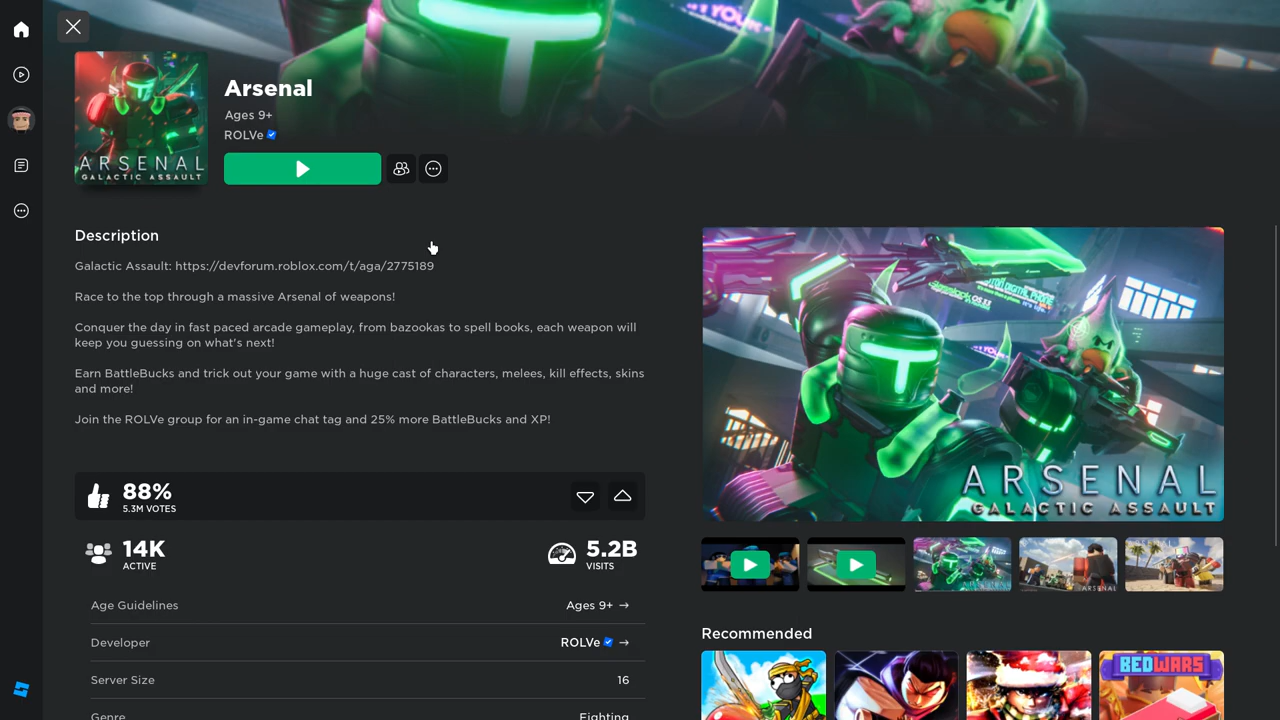 Arsenal
Ages 9+
ROLVe
ARSENAL
GALACTIC ASSAULT
Description
Galactic Assault: https://devforum.roblox.com/t/aga/2775189
Race to the top through a massive Arsenal of weapons!
Conquer the day in fast paced arcade gameplay, from bazookas to spell books, each weapon will
keep you guessing on what's next!
Earn BattleBucks and trick out your game with a huge cast of characters, melees, kill effects, skins
and more!
Join the ROLVe group for an in-game chat tag and 25% more BattleBucks and XP!
88%
5.3M VOTES
14K
ACTIVE
5.2B
VISITS
Age Guidelines
Ages 9+ →
Developer
ROLVe →
Server Size
16
Genre
Fighting
ARSENAL
GALACTIC ASSAULT
ARSENAL
Recommended
BEDWARS